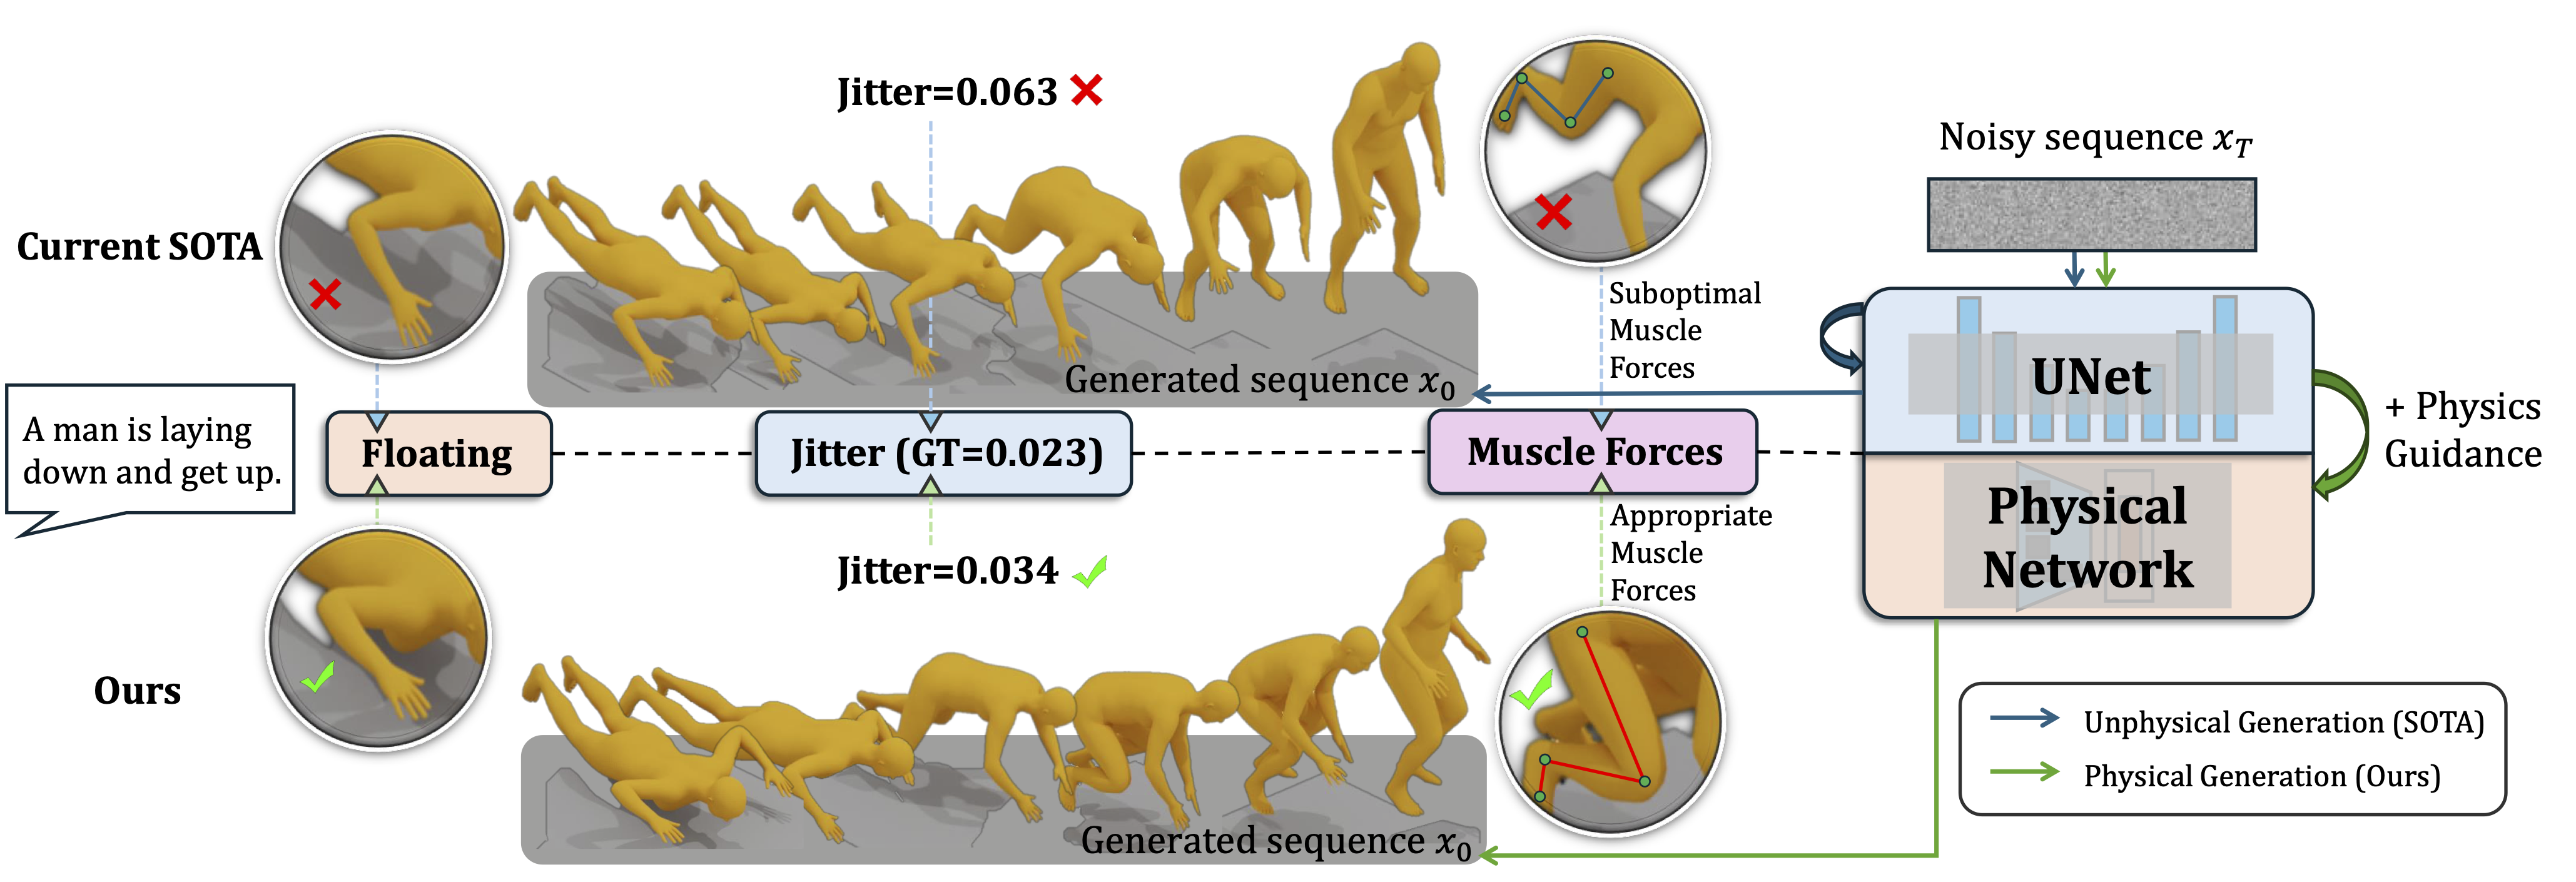 Jitter=0.063
Noisy sequence x_T
Current SOTA
Suboptimal
Muscle
Forces
Generated sequence x_0
UNet
+ Physics
Guidance
A man is laying
down and get up.
Floating
Jitter (GT=0.023)
Muscle Forces
Physical
Network
Appropriate
Muscle
Forces
Jitter=0.034
Ours
Generated sequence x_0
Unphysical Generation (SOTA)
Physical Generation (Ours)